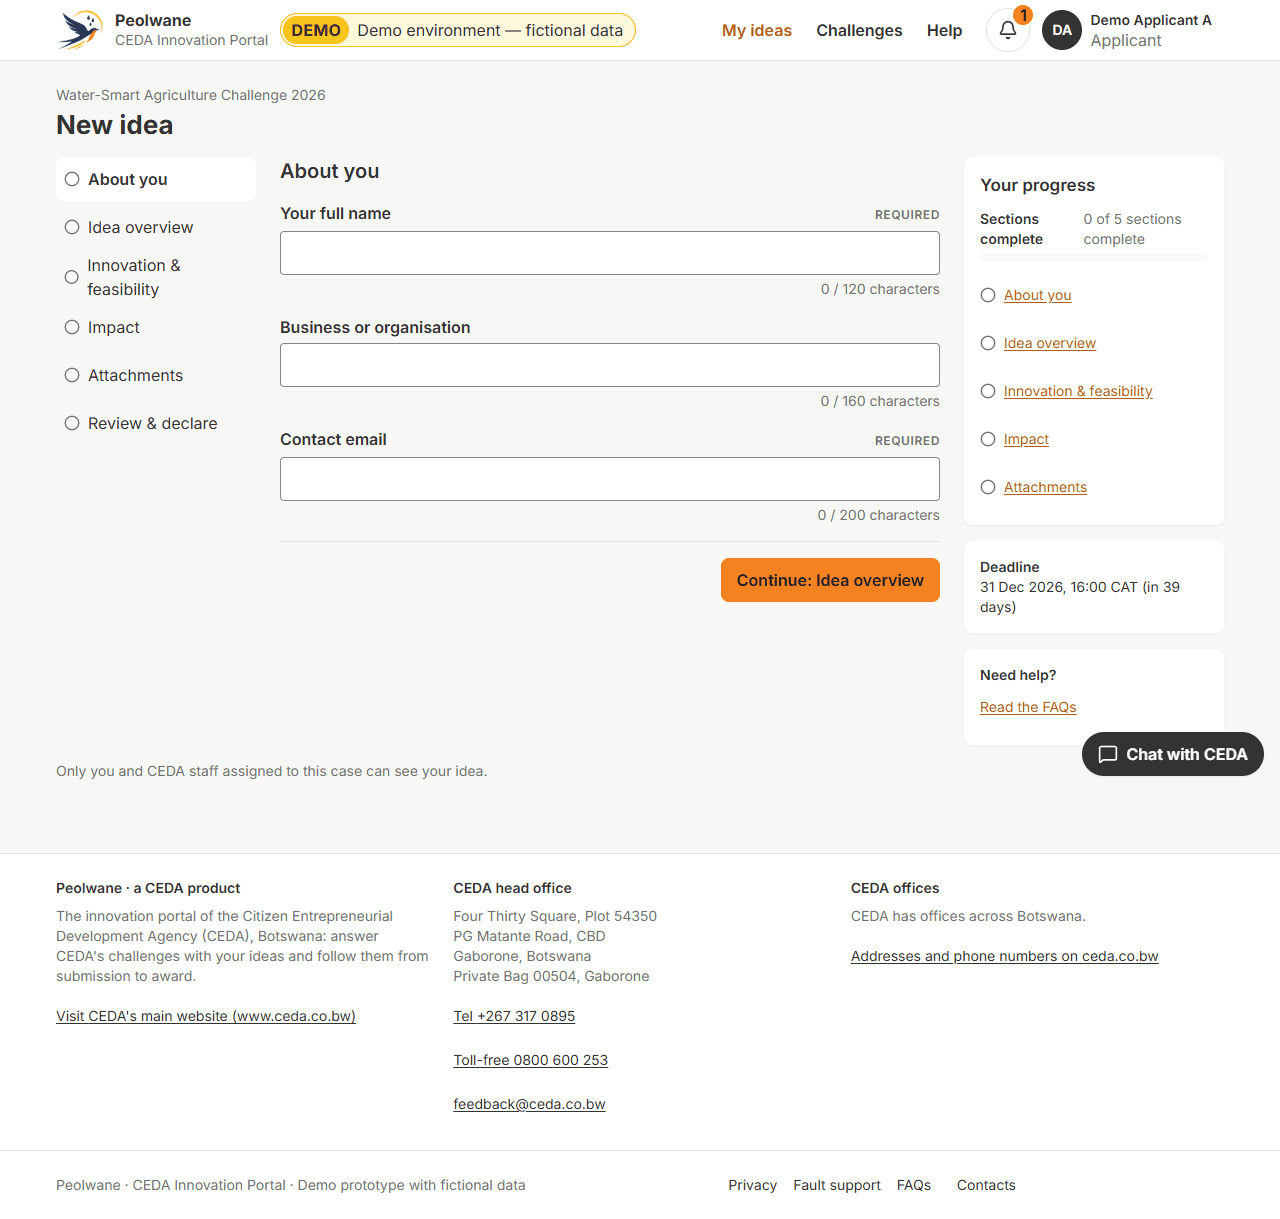 Peolwane
CEDA Innovation Portal
DEMO Demo environment — fictional data
My ideas Challenges Help
1
DA
Demo Applicant A
Applicant
Water-Smart Agriculture Challenge 2026
New idea
About you
Idea overview
Innovation &
feasibility
Impact
Attachments
Review & declare
About you
Your full name REQUIRED
0 / 120 characters
Business or organisation
0 / 160 characters
Contact email REQUIRED
0 / 200 characters
Continue: Idea overview
Your progress
Sections complete
0 of 5 sections complete
About you
Idea overview
Innovation & feasibility
Impact
Attachments
Deadline
31 Dec 2026, 16:00 CAT (in 39
days)
Need help?
Read the FAQs
Chat with CEDA
Only you and CEDA staff assigned to this case can see your idea.
Peolwane · a CEDA product
The innovation portal of the Citizen Entrepreneurial
Development Agency (CEDA), Botswana: answer
CEDA's challenges with your ideas and follow them from
submission to award.
Visit CEDA's main website (www.ceda.co.bw)
CEDA head office
Four Thirty Square, Plot 54350
PG Matante Road, CBD
Gaborone, Botswana
Private Bag 00504, Gaborone
Tel +267 317 0895
Toll-free 0800 600 253
feedback@ceda.co.bw
CEDA offices
CEDA has offices across Botswana.
Addresses and phone numbers on ceda.co.bw
Peolwane · CEDA Innovation Portal · Demo prototype with fictional data
Privacy Fault support FAQs Contacts